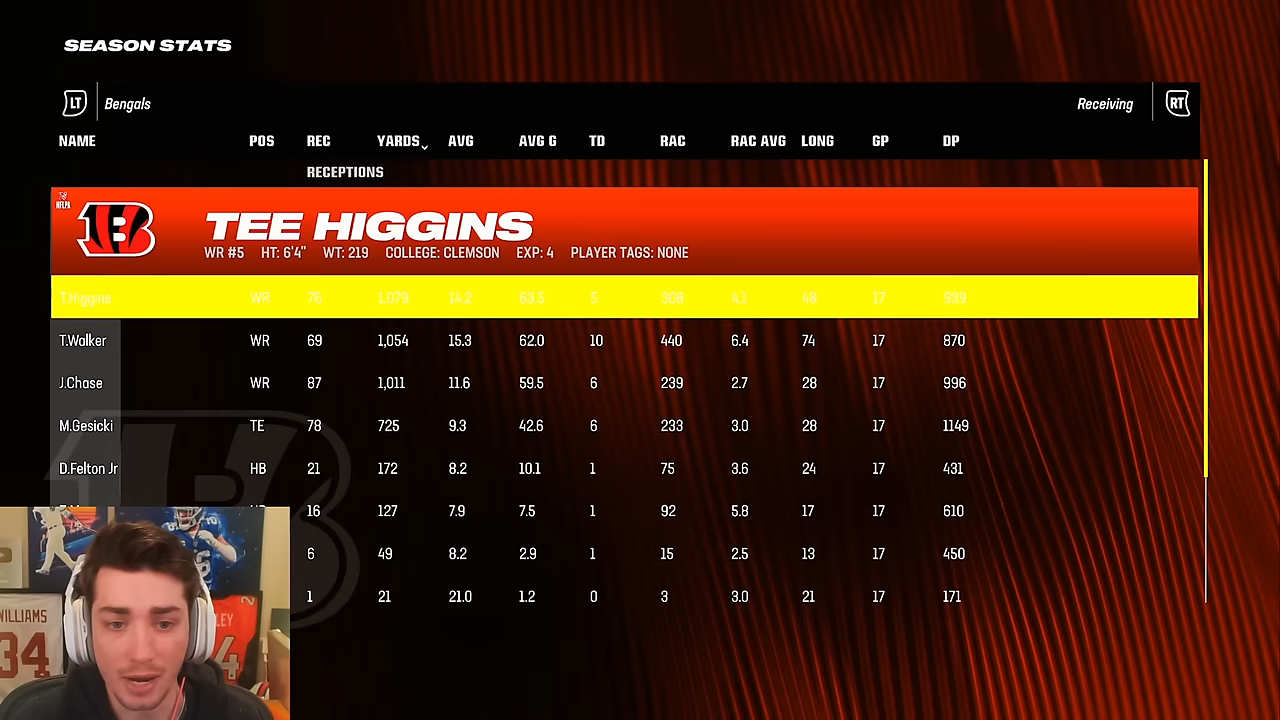 SEASON STATS
LT Bengals Receiving RT
NAME POS REC YARDS AVG AVG G TD RAC RAC AVG LONG GP DP
RECEPTIONS
NFLPA
TEE HIGGINS
WR #5 HT: 6'4" WT: 219 COLLEGE: CLEMSON EXP: 4 PLAYER TAGS: NONE
T.Higgins WR 76 1,079 14.2 63.5 5 308 4.1 48 17 999
T.Walker WR 69 1,054 15.3 62.0 10 440 6.4 74 17 870
J.Chase WR 87 1,011 11.6 59.5 6 239 2.7 28 17 996
M.Gesicki TE 78 725 9.3 42.6 6 233 3.0 28 17 1149
D.Felton Jr HB 21 172 8.2 10.1 1 75 3.6 24 17 431
16 127 7.9 7.5 1 92 5.8 17 17 610
6 49 8.2 2.9 1 15 2.5 13 17 450
1 21 21.0 1.2 0 3 3.0 21 17 171
WILLIAMS
34
LEY
4